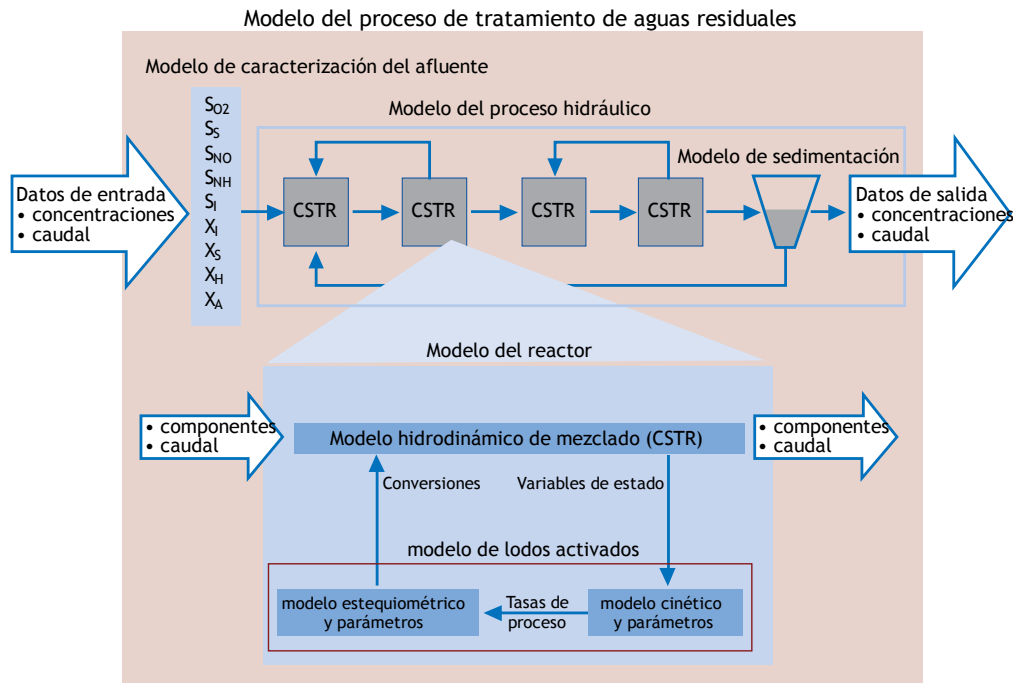 Modelo del proceso de tratamiento de aguas residuales
Modelo de caracterización del afluente
S_O2
S_S
S_NO
S_NH
S_I
X_I
X_S
X_H
X_A
Datos de entrada
• concentraciones
• caudal
Modelo del proceso hidráulico
CSTR
CSTR
CSTR
CSTR
Modelo de sedimentación
Datos de salida
• concentraciones
• caudal
Modelo del reactor
• componentes
• caudal
Modelo hidrodinámico de mezclado (CSTR)
• componentes
• caudal
Conversiones
Variables de estado
modelo de lodos activados
modelo estequiométrico
y parámetros
Tasas de
proceso
modelo cinético
y parámetros